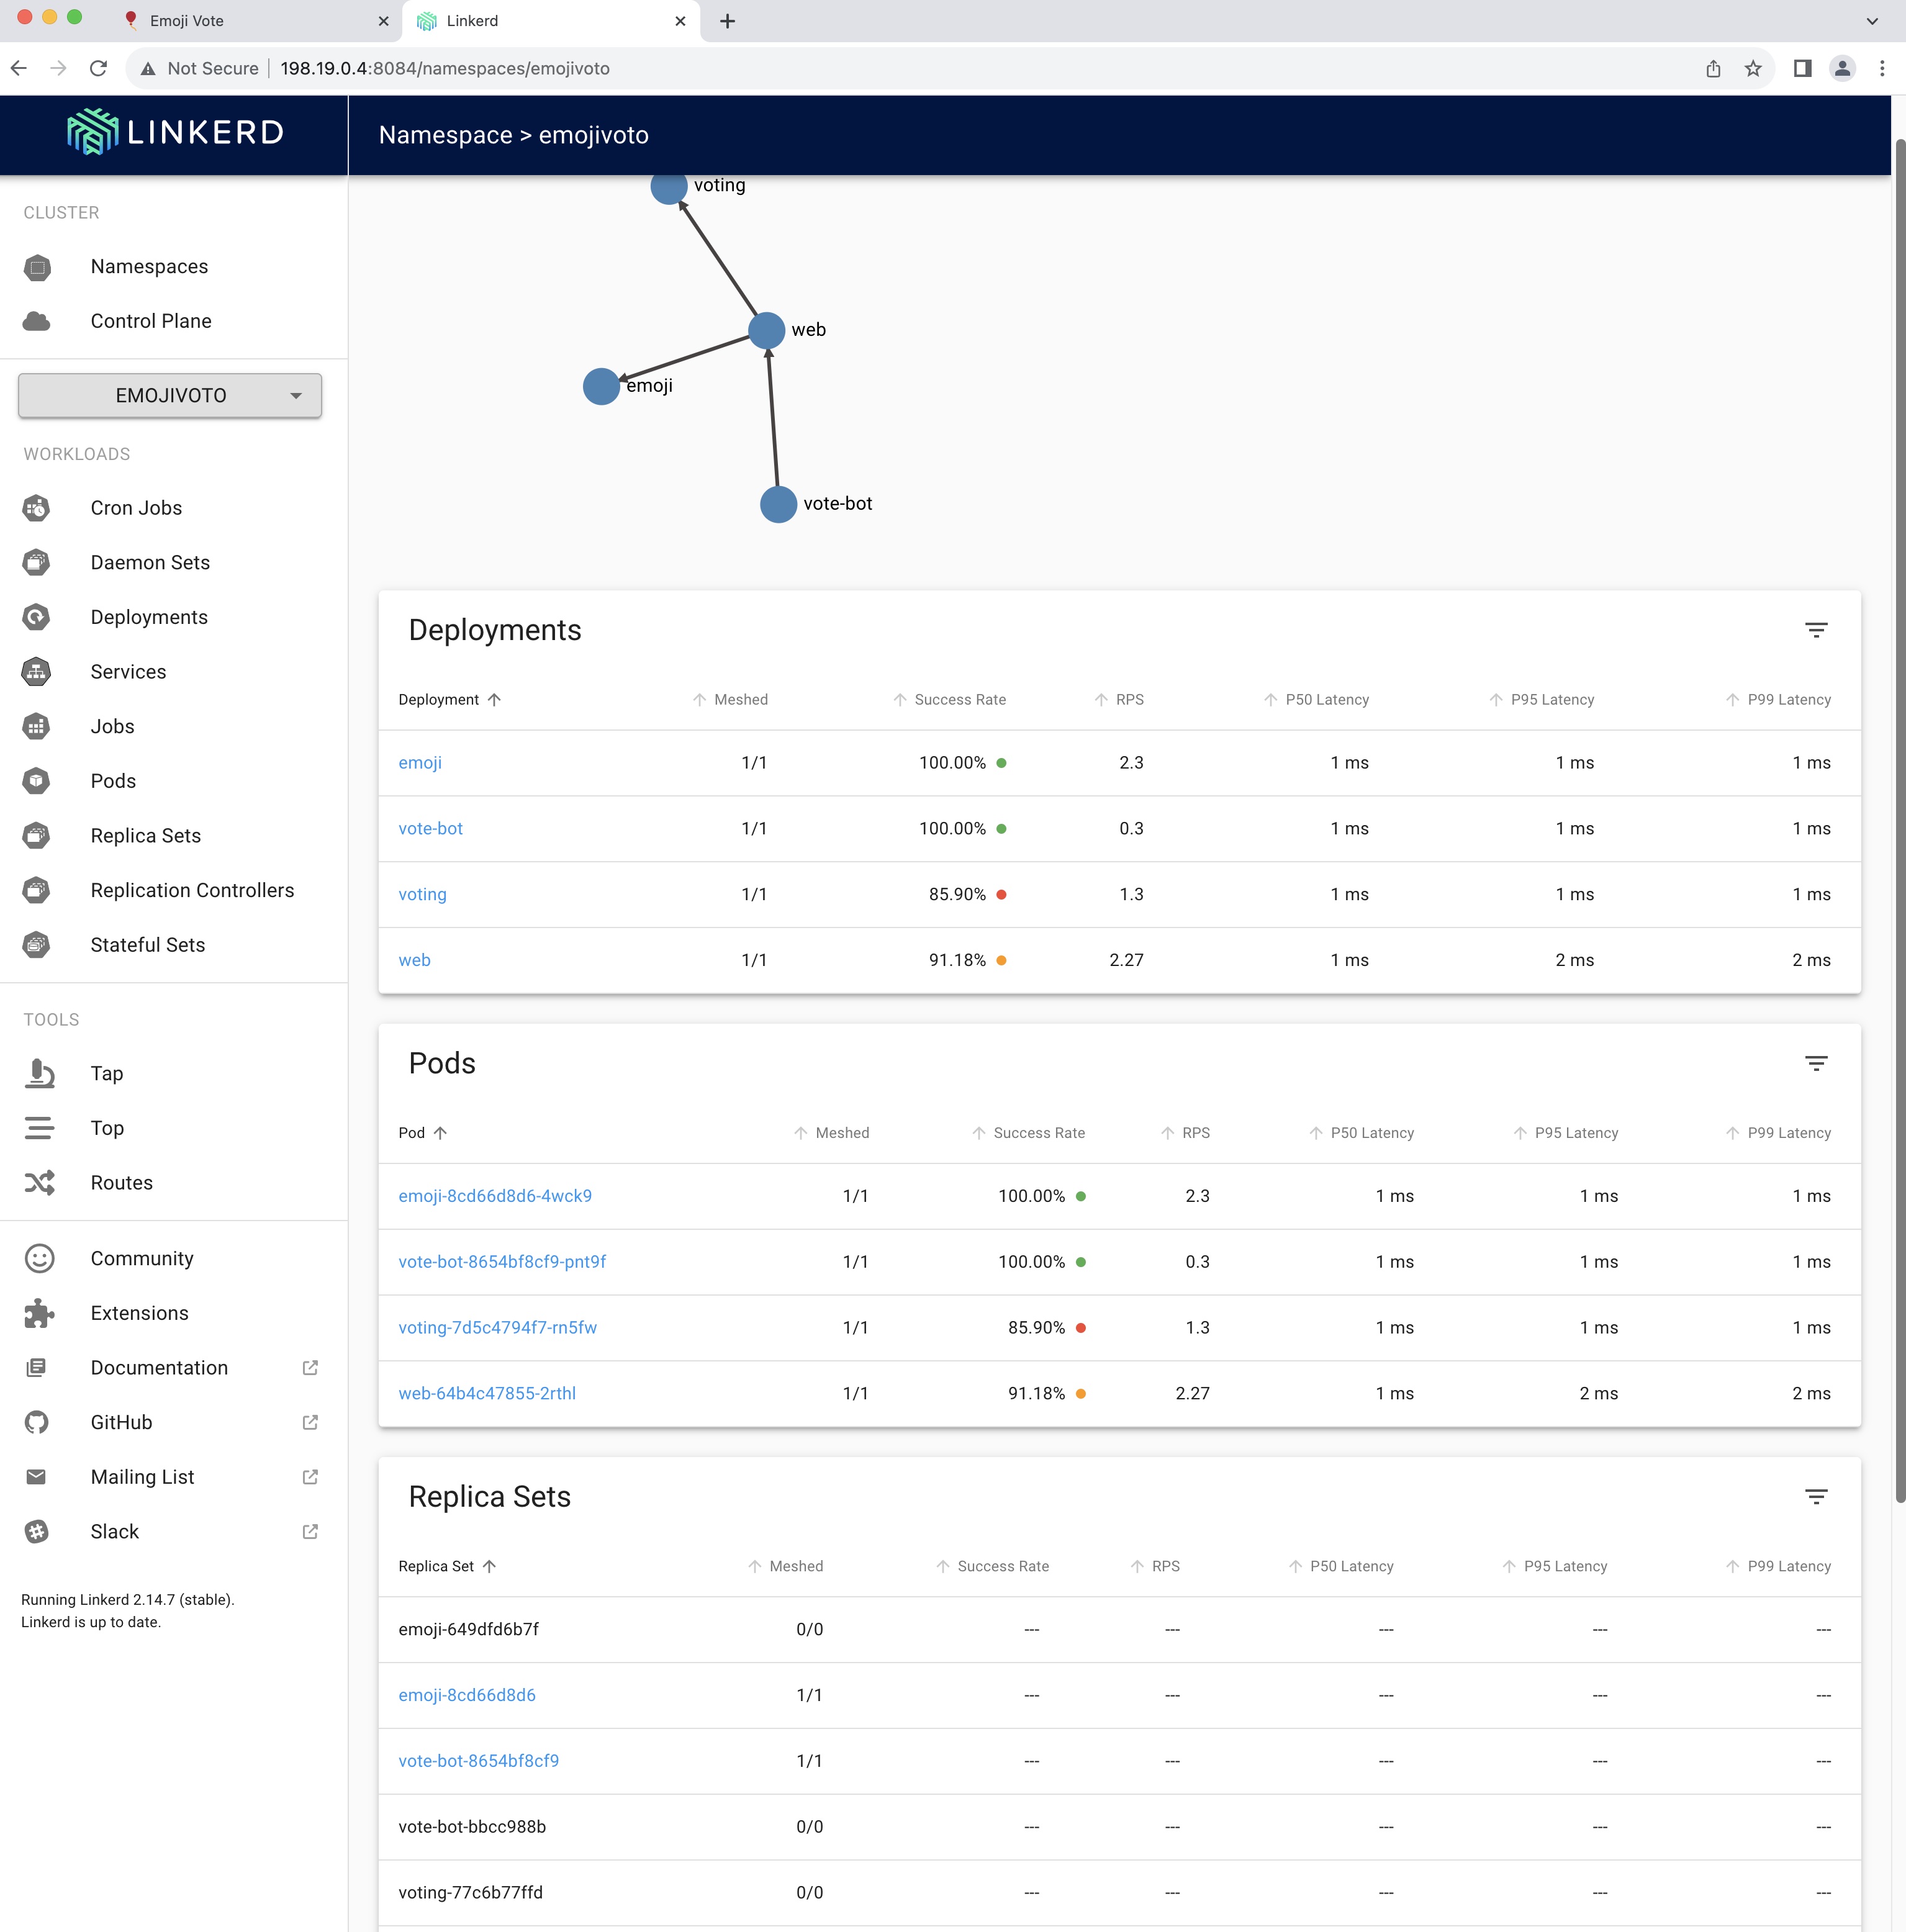 Emoji Vote
Linkerd
Not Secure | 198.19.0.4:8084/namespaces/emojivoto
LINKERD
Namespace > emojivoto
CLUSTER
Namespaces
Control Plane
EMOJIVOTO
WORKLOADS
Cron Jobs
Daemon Sets
Deployments
Services
Jobs
Pods
Replica Sets
Replication Controllers
Stateful Sets
TOOLS
Tap
Top
Routes
Community
Extensions
Documentation
GitHub
Mailing List
Slack
Running Linkerd 2.14.7 (stable).
Linkerd is up to date.
voting
web
emoji
vote-bot
Deployments
Deployment Meshed Success Rate RPS P50 Latency P95 Latency P99 Latency
emoji 1/1 100.00% 2.3 1 ms 1 ms 1 ms
vote-bot 1/1 100.00% 0.3 1 ms 1 ms 1 ms
voting 1/1 85.90% 1.3 1 ms 1 ms 1 ms
web 1/1 91.18% 2.27 1 ms 2 ms 2 ms
Pods
Pod Meshed Success Rate RPS P50 Latency P95 Latency P99 Latency
emoji-8cd66d8d6-4wck9 1/1 100.00% 2.3 1 ms 1 ms 1 ms
vote-bot-8654bf8cf9-pnt9f 1/1 100.00% 0.3 1 ms 1 ms 1 ms
voting-7d5c4794f7-rn5fw 1/1 85.90% 1.3 1 ms 1 ms 1 ms
web-64b4c47855-2rthl 1/1 91.18% 2.27 1 ms 2 ms 2 ms
Replica Sets
Replica Set Meshed Success Rate RPS P50 Latency P95 Latency P99 Latency
emoji-649dfd6b7f 0/0 --- --- --- --- ---
emoji-8cd66d8d6 1/1 --- --- --- --- ---
vote-bot-8654bf8cf9 1/1 --- --- --- --- ---
vote-bot-bbcc988b 0/0 --- --- --- --- ---
voting-77c6b77ffd 0/0 --- --- --- --- ---